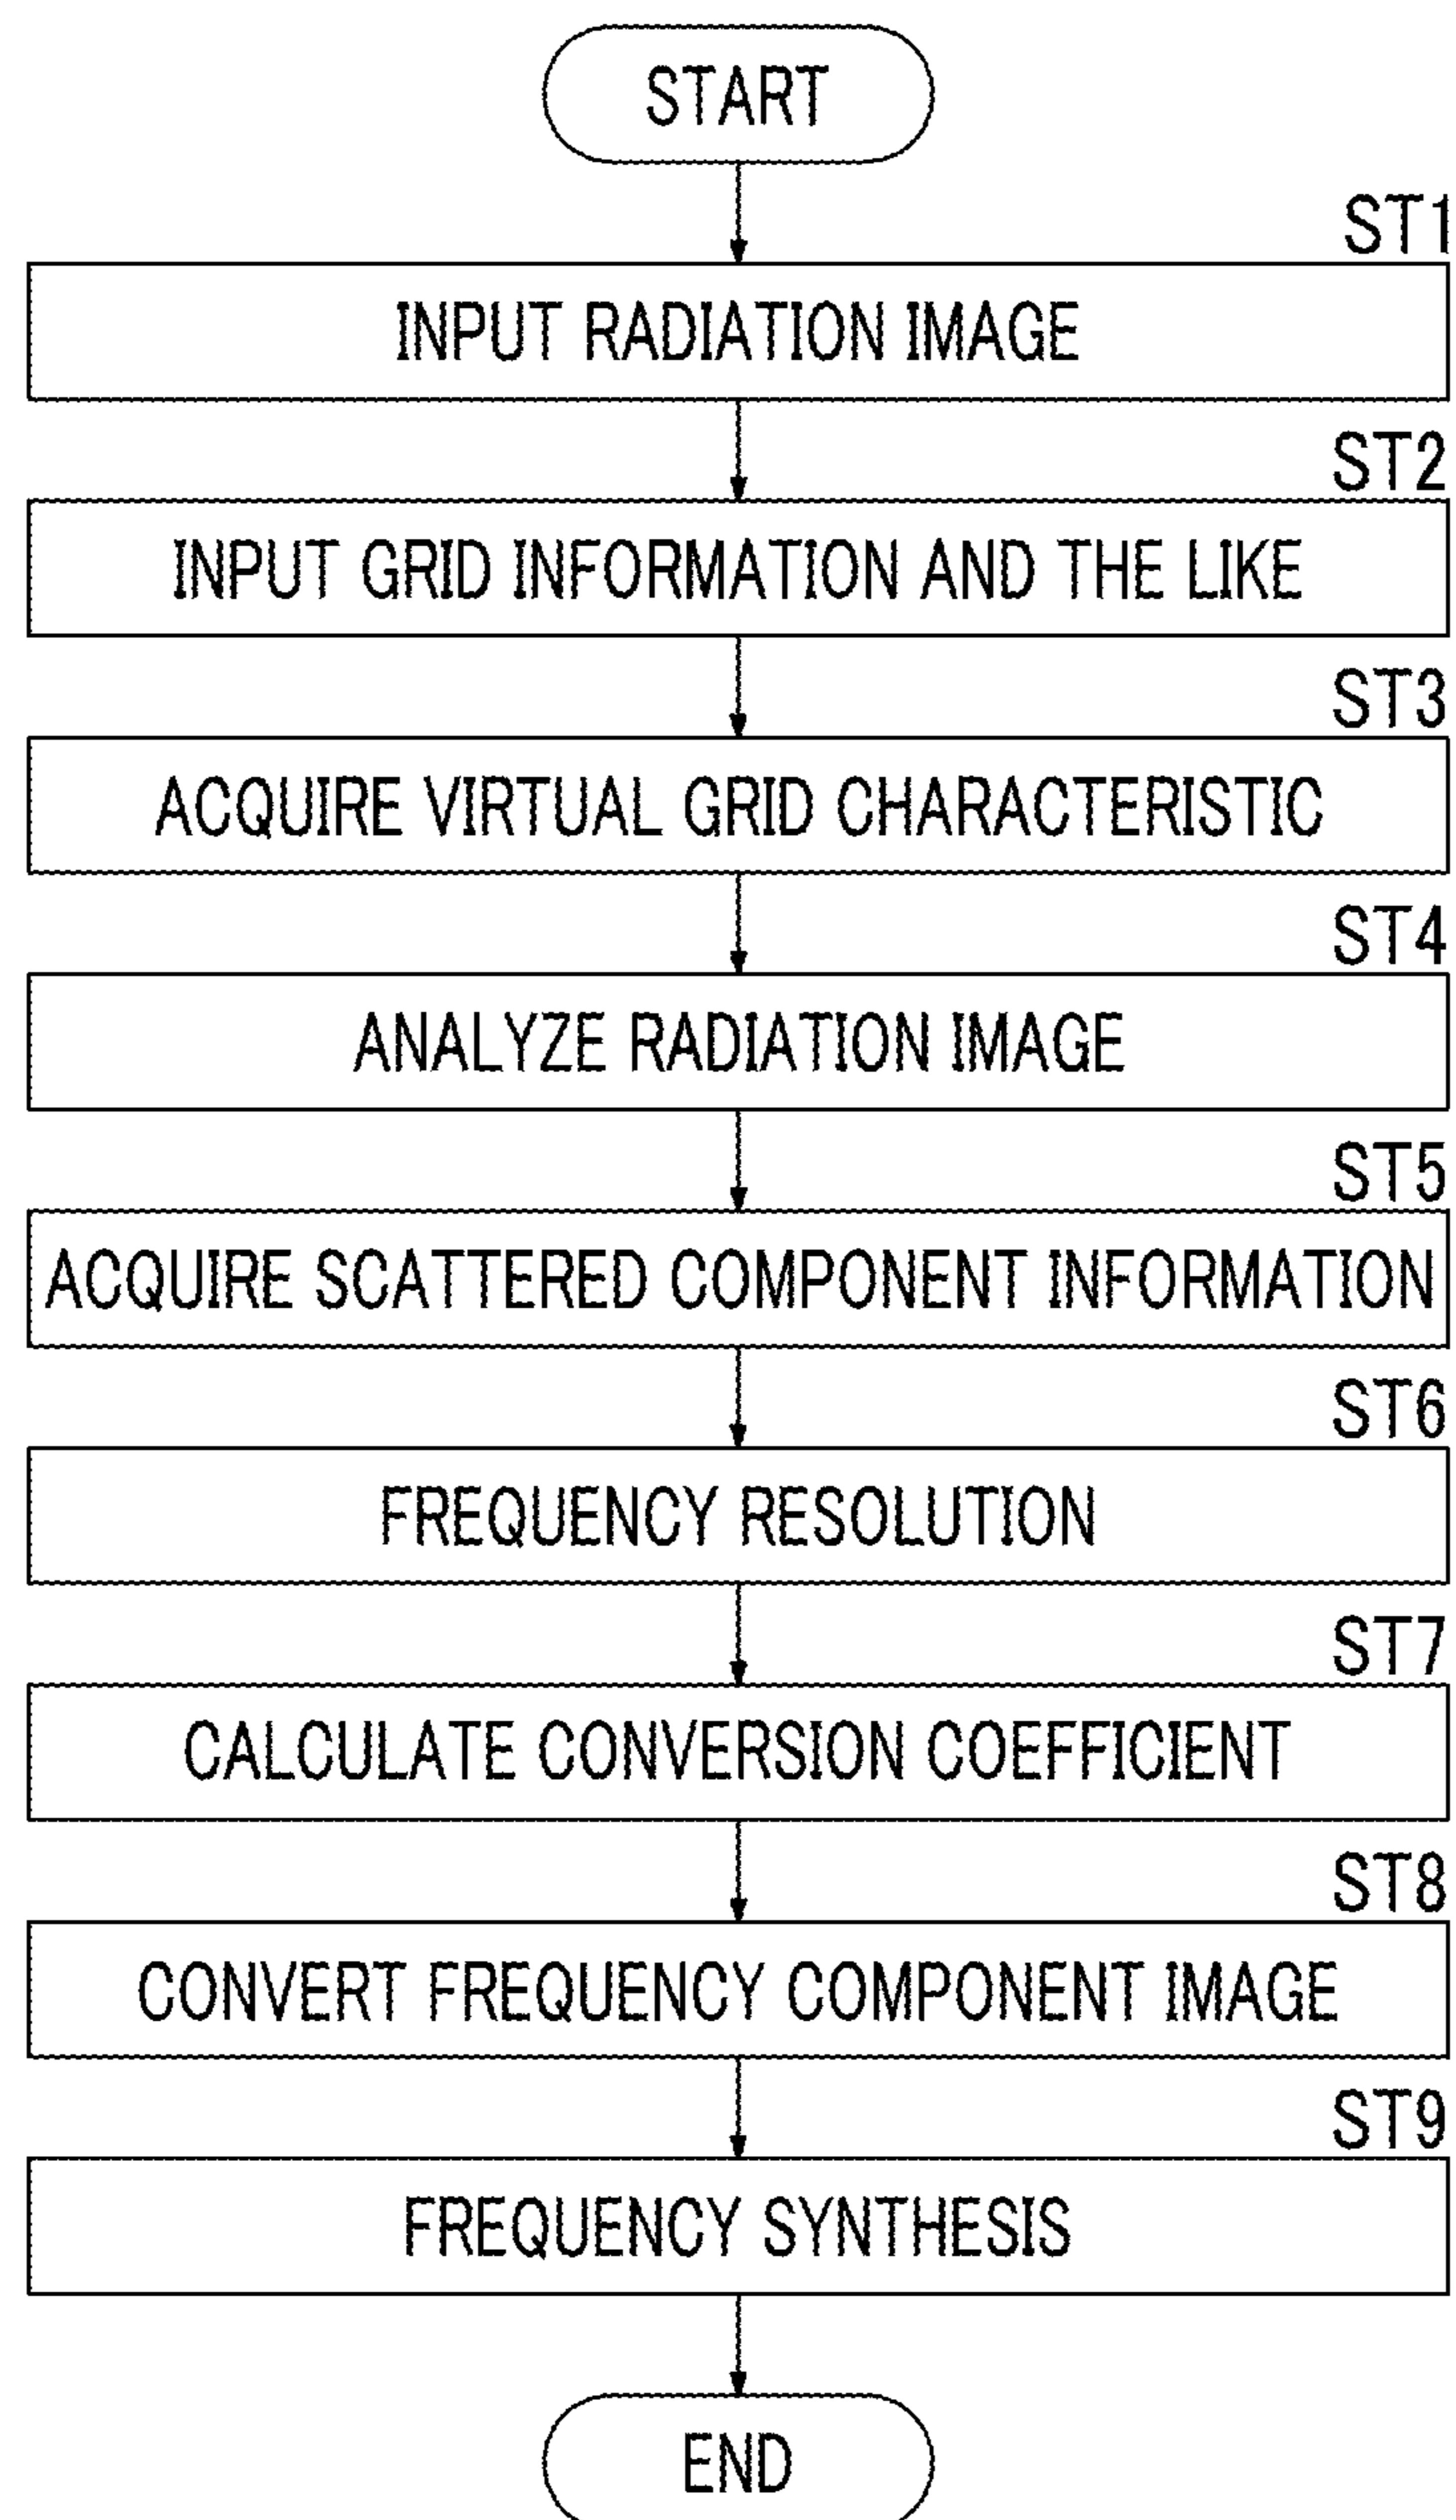 START
ST1
INPUT RADIATION IMAGE
ST2
INPUT GRID INFORMATION AND THE LIKE
ST3
ACQUIRE VIRTUAL GRID CHARACTERISTIC
ST4
ANALYZE RADIATION IMAGE
ST5
ACQUIRE SCATTERED COMPONENT INFORMATION
ST6
FREQUENCY RESOLUTION
ST7
CALCULATE CONVERSION COEFFICIENT
ST8
CONVERT FREQUENCY COMPONENT IMAGE
ST9
FREQUENCY SYNTHESIS
END